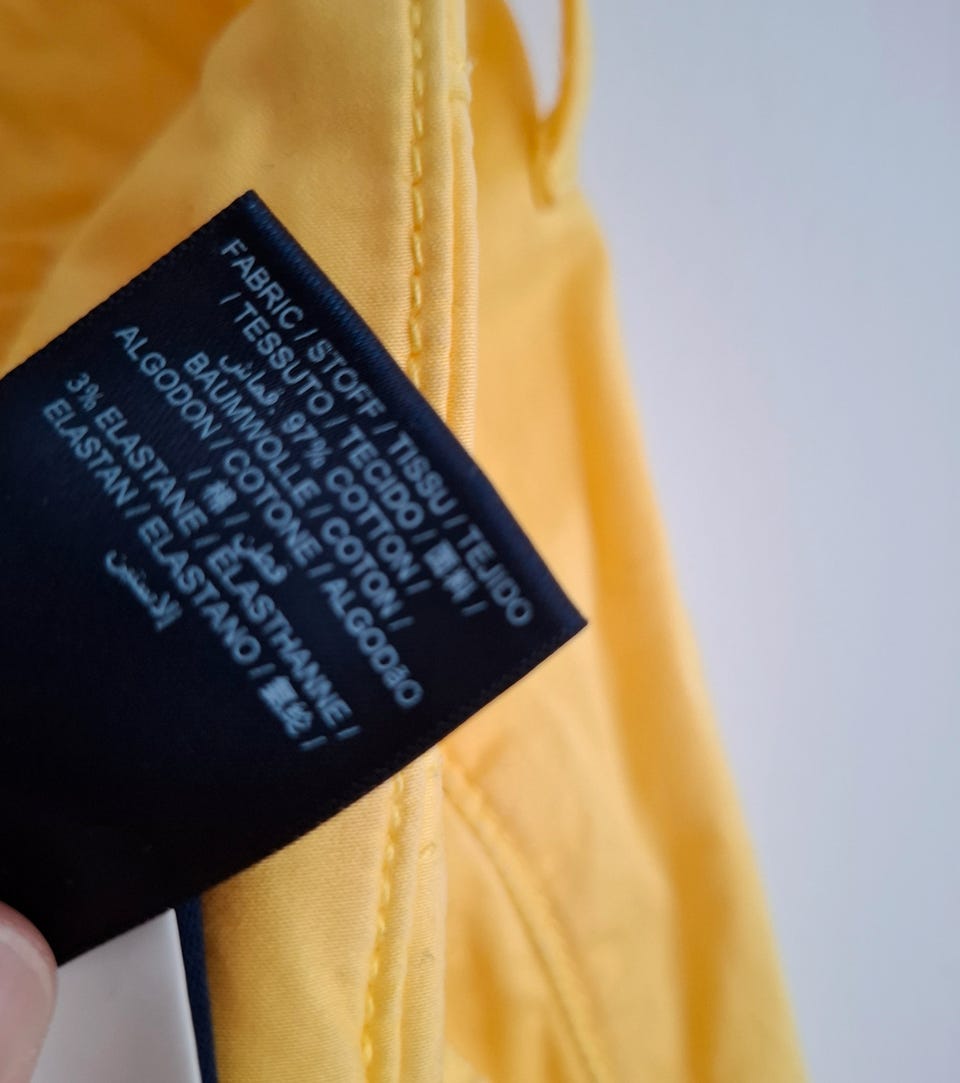 FABRIC / STOFF / TISSU / TEJIDO
/ TESSUTO / TECIDO / 面料 /
قماش. 97% COTTON /
BAUMWOLLE / COTON /
ALGODON / COTONE / ALGODãO
/ 棉 / قطن
3% ELASTANE / ELASTHANNE /
ELASTAN / ELASTANO / 氨纶 /
إلاستين